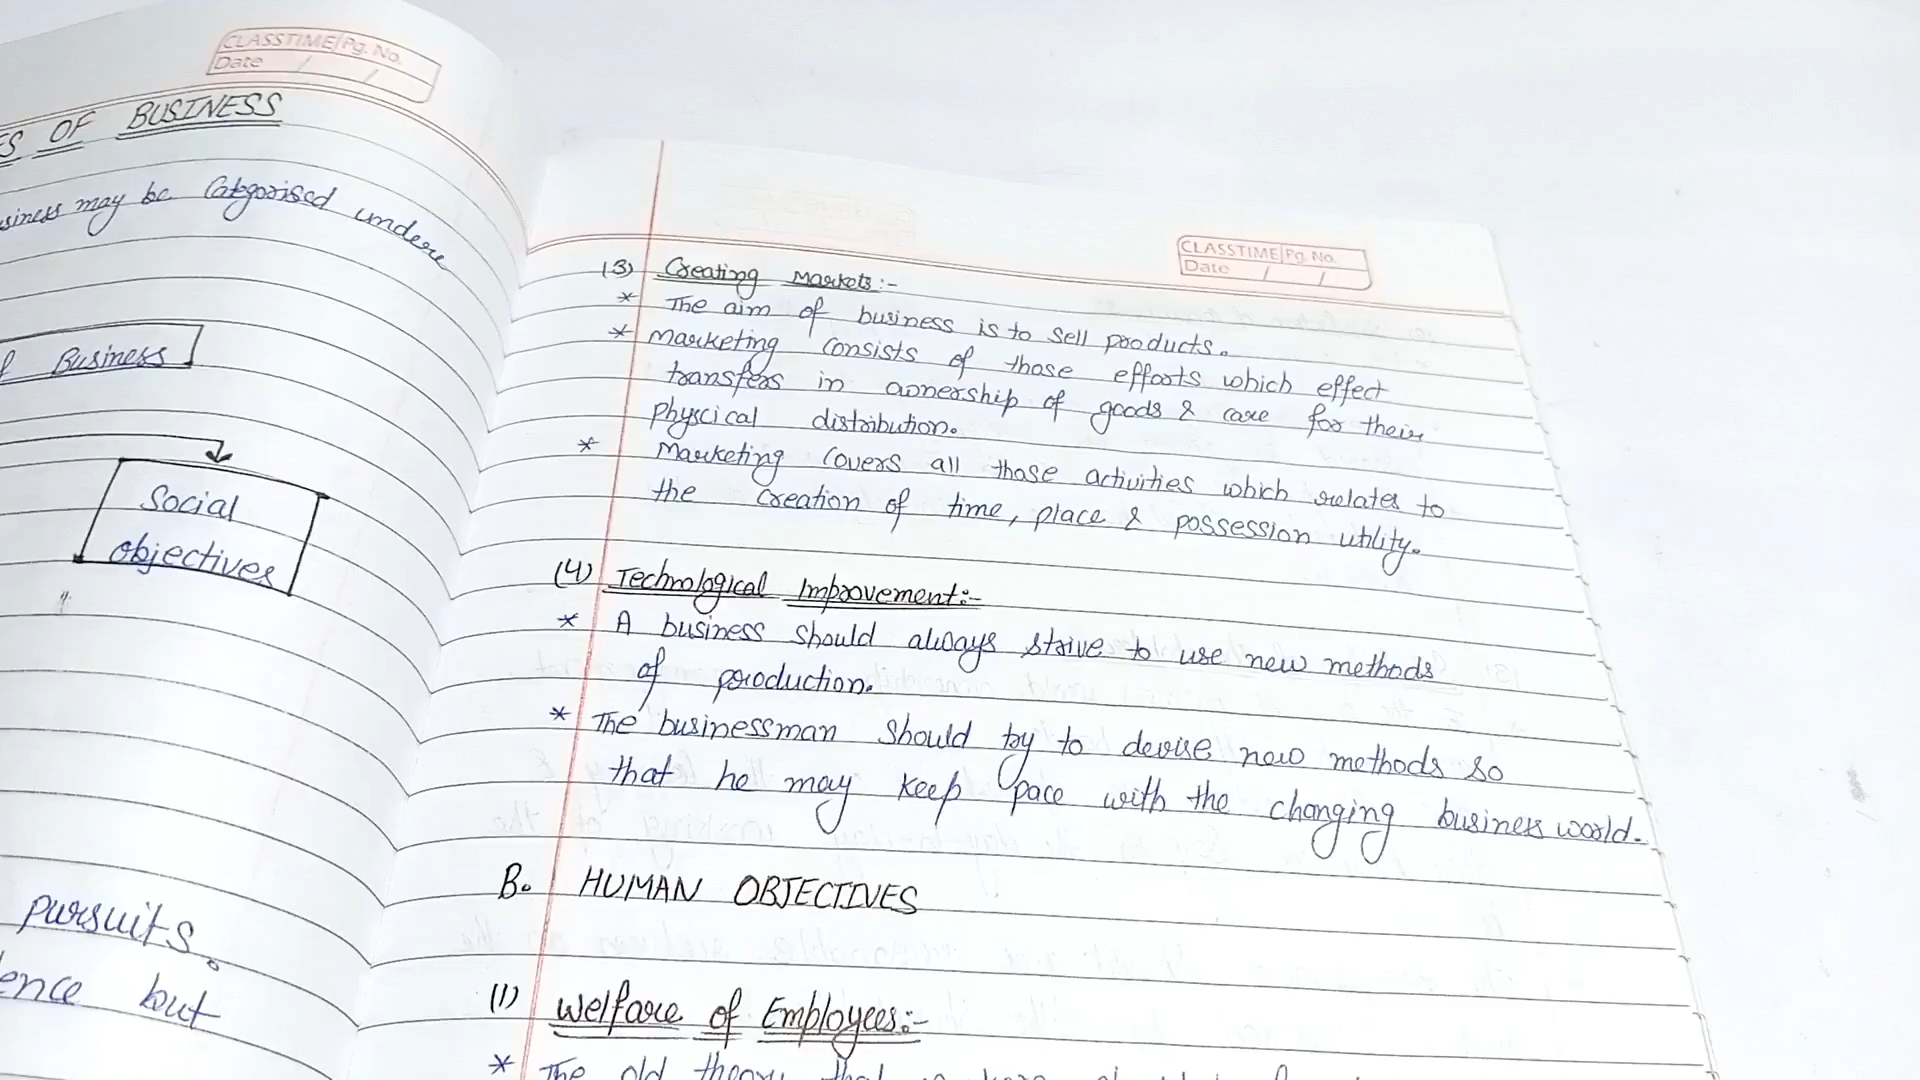 CLASSTIME Pg. No.
Date / /
OF BUSINESS
may be Categorised undere
Business
Social
objectives
pursuits.
but
CLASSTIME Pg. No.
Date / /
(3) Creating Markets:-
* The aim of business is to sell products.
* Marketing consists of those efforts which effect
transfers in ownership of goods & care for their
physcical distribution.
* Marketing covers all those activities which relates to
the creation of time, place & possession utility.
(4) Technological Improvement:-
* A business should always strive to use new methods
of production.
* The businessman should try to devise new methods so
that he may keep pace with the changing business world.
B. HUMAN OBJECTIVES
(1) Welfare of Employees:-
* The old theory that